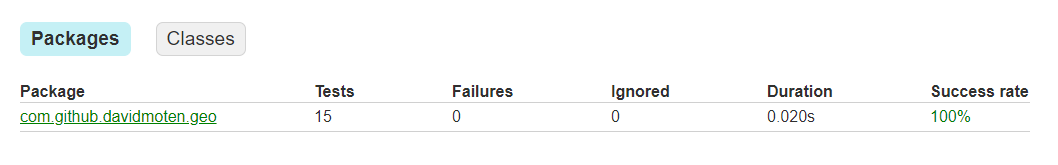 Packages Classes
Package Tests Failures Ignored Duration Success rate
com.github.davidmoten.geo 15 0 0 0.020s 100%